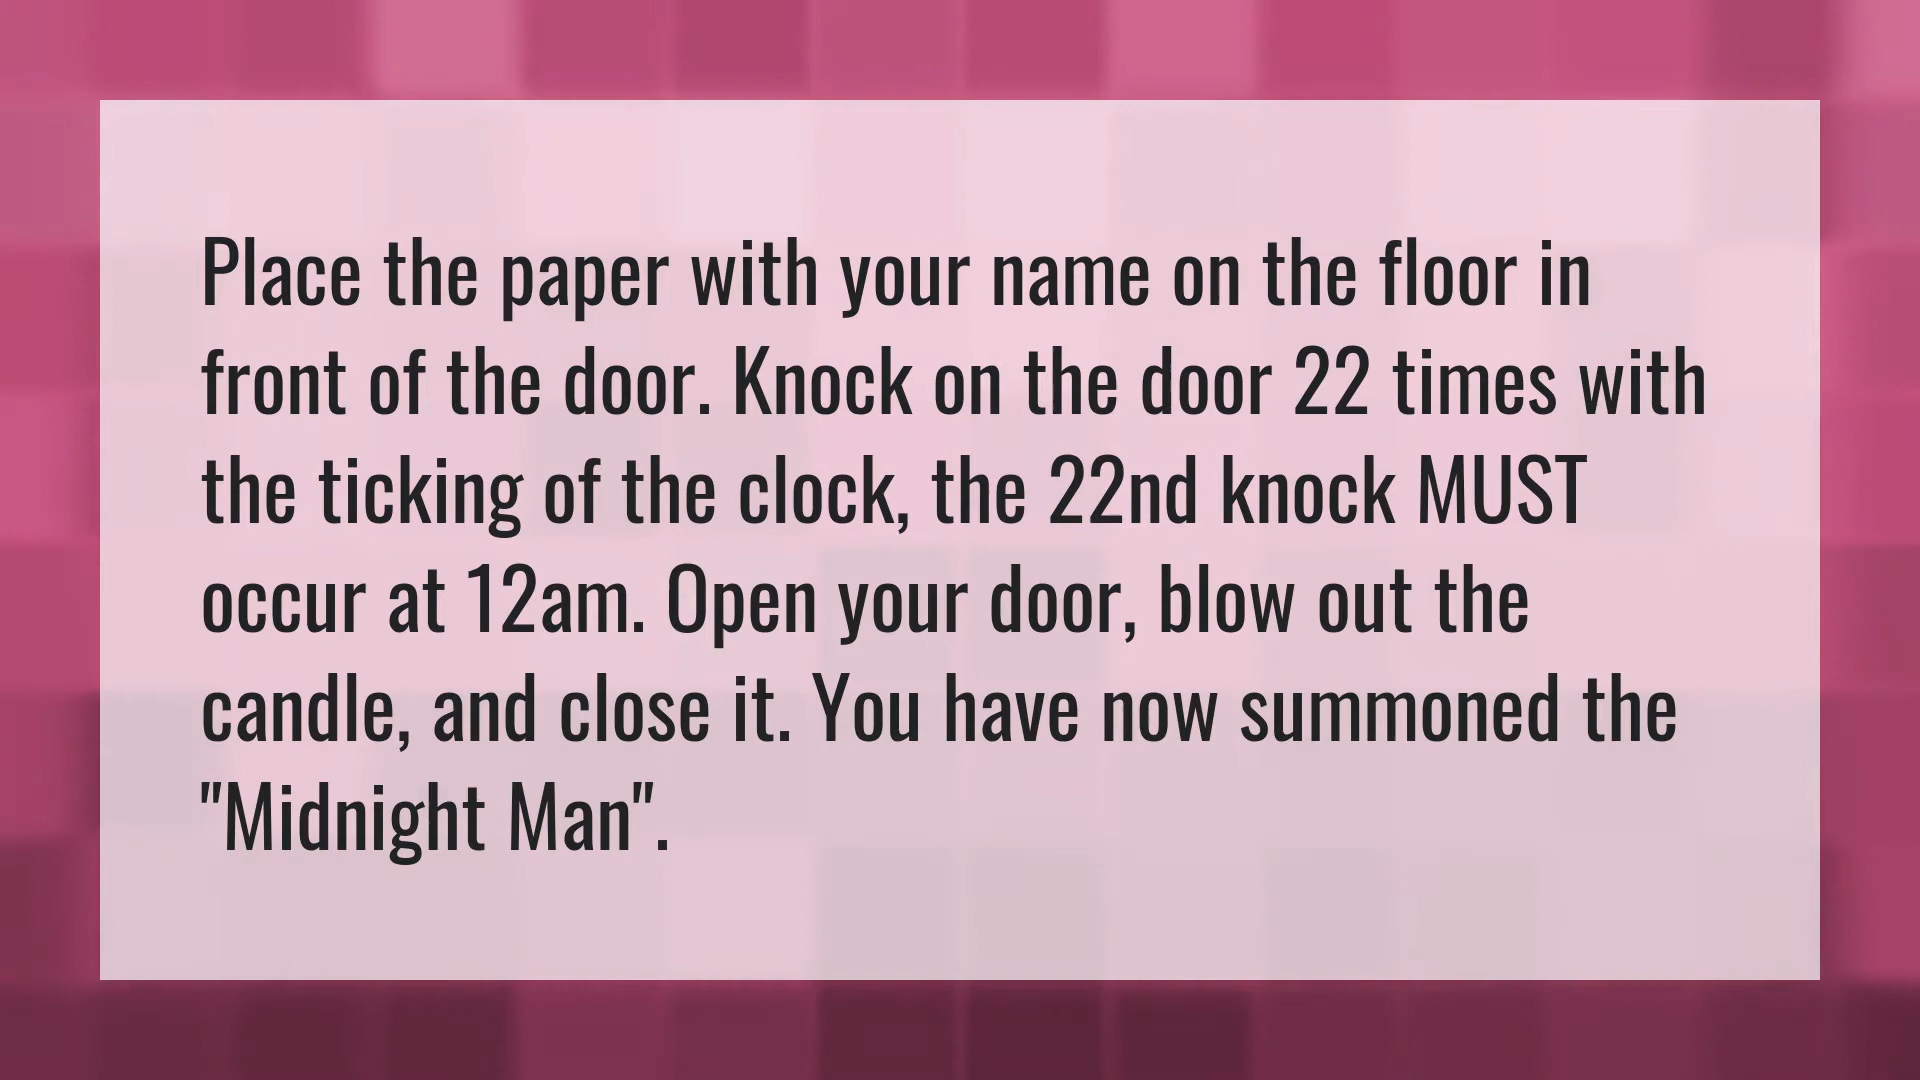 Place the paper with your name on the floor in
front of the door. Knock on the door 22 times with
the ticking of the clock, the 22nd knock MUST
occur at 12am. Open your door, blow out the
candle, and close it. You have now summoned the
"Midnight Man".